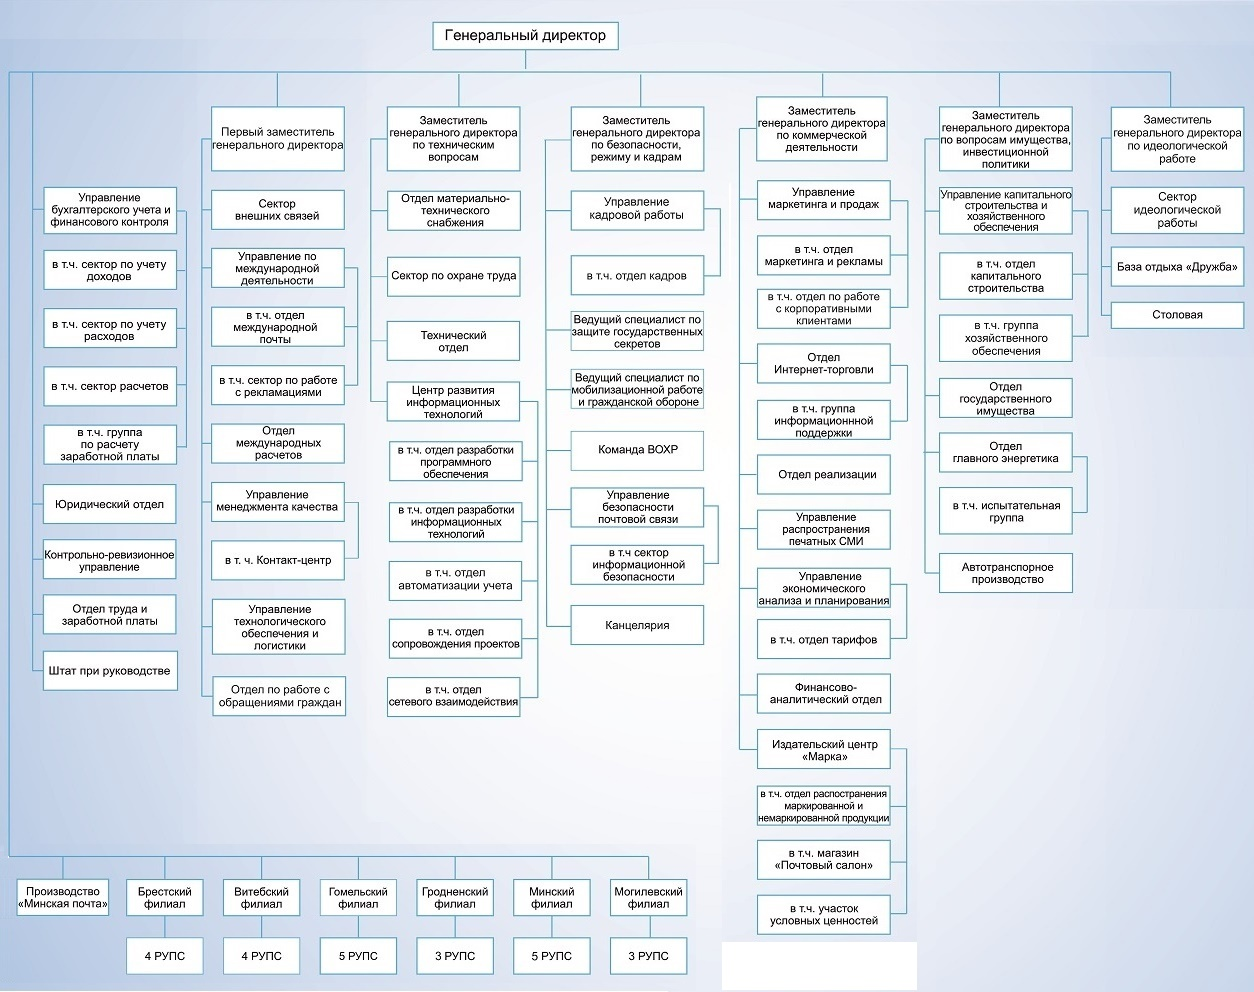 Генеральный директор
Управление
бухгалтерского учета и
финансового контроля
в т.ч. сектор по учету
доходов
в т.ч. сектор по учету
расходов
в т.ч. сектор расчетов
в т.ч. группа
по расчету
заработной платы
Юридический отдел
Контрольно-ревизионное
управление
Отдел труда и
заработной платы
Штат при руководстве
Первый заместитель
генерального директора
Сектор
внешних связей
Управление по
международной
деятельности
в т.ч. отдел
международной
почты
в т.ч. сектор по работе
с рекламациями
Отдел
международных
расчетов
Управление
менеджмента качества
в т. ч. Контакт-центр
Управление
технологического
обеспечения и
логистики
Отдел по работе с
обращениями граждан
Заместитель
генерального директора
по техническим
вопросам
Отдел материально-
технического
снабжения
Сектор по охране труда
Технический
отдел
Центр развития
информационных
технологий
в т.ч. отдел разработки
программного
обеспечения
в т.ч. отдел разработки
информационных
технологий
в т.ч. отдел
автоматизации учета
в т.ч. отдел
сопровождения проектов
в т.ч. отдел
сетевого взаимодействия
Заместитель
генерального директора
по безопасности,
режиму и кадрам
Управление
кадровой работы
в т.ч. отдел кадров
Ведущий специалист по
защите государственных
секретов
Ведущий специалист по
мобилизационной работе
и гражданской обороне
Команда ВОХР
Управление
безопасности
почтовой связи
в т.ч сектор
информационной
безопасности
Канцелярия
Заместитель
генерального директора
по коммерческой
деятельности
Управление
маркетинга и продаж
в т.ч. отдел
маркетинга и рекламы
в т.ч. отдел по работе
с корпоративными
клиентами
Отдел
Интернет-торговли
в т.ч. группа
информационнной
поддержки
Отдел реализации
Управление
распространения
печатных СМИ
Управление
экономического
анализа и планирования
в т.ч. отдел тарифов
Финансово-
аналитический отдел
Издательский центр
«Марка»
в т.ч. отдел распостранения
маркированной и
немаркированной продукции
в т.ч. магазин
«Почтовый салон»
в т.ч. участок
условных ценностей
Заместитель
генерального директора
по вопросам имущества,
инвестиционной
политики
Управление капитального
строительства и
хозяйственного
обеспечения
в т.ч. отдел
капитального
строительства
в т.ч. группа
хозяйственного
обеспечения
Отдел
государственного
имущества
Отдел
главного энергетика
в т.ч. испытательная
группа
Автотранспорное
производство
Заместитель
генерального директора
по идеологической
работе
Сектор
идеологической
работы
База отдыха «Дружба»
Столовая
Производство
«Минская почта»
Брестский
филиал
4 РУПС
Витебский
филиал
4 РУПС
Гомельский
филиал
5 РУПС
Гродненский
филиал
3 РУПС
Минский
филиал
5 РУПС
Могилевский
филиал
3 РУПС